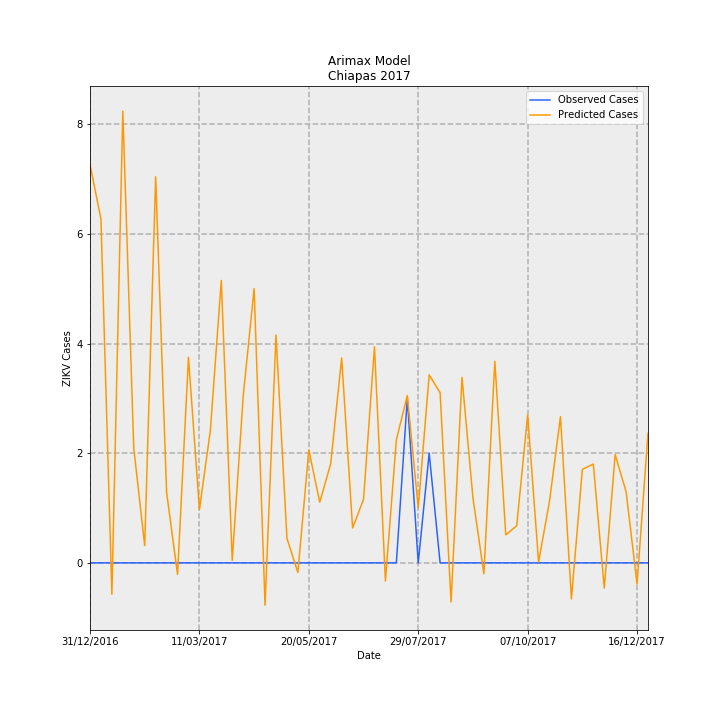 Arimax Model
Chiapas 2017
Observed Cases
Predicted Cases
8
6
4
2
0
ZIKV Cases
31/12/2016 11/03/2017 20/05/2017 29/07/2017 07/10/2017 16/12/2017
Date